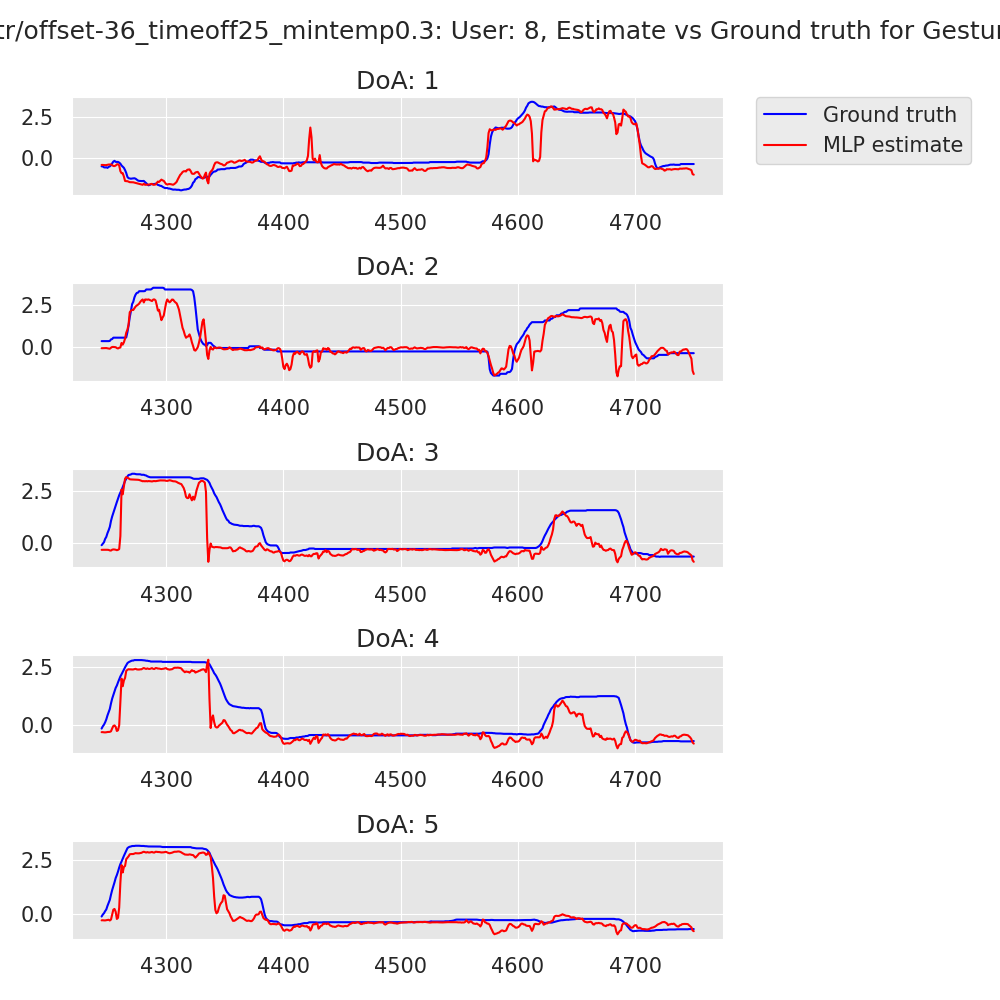 tr/offset-36_timeoff25_mintemp0.3: User: 8, Estimate vs Ground truth for Gestur
DoA: 1
Ground truth
MLP estimate
2.5
0.0
4300 4400 4500 4600 4700
DoA: 2
2.5
0.0
4300 4400 4500 4600 4700
DoA: 3
2.5
0.0
4300 4400 4500 4600 4700
DoA: 4
2.5
0.0
4300 4400 4500 4600 4700
DoA: 5
2.5
0.0
4300 4400 4500 4600 4700